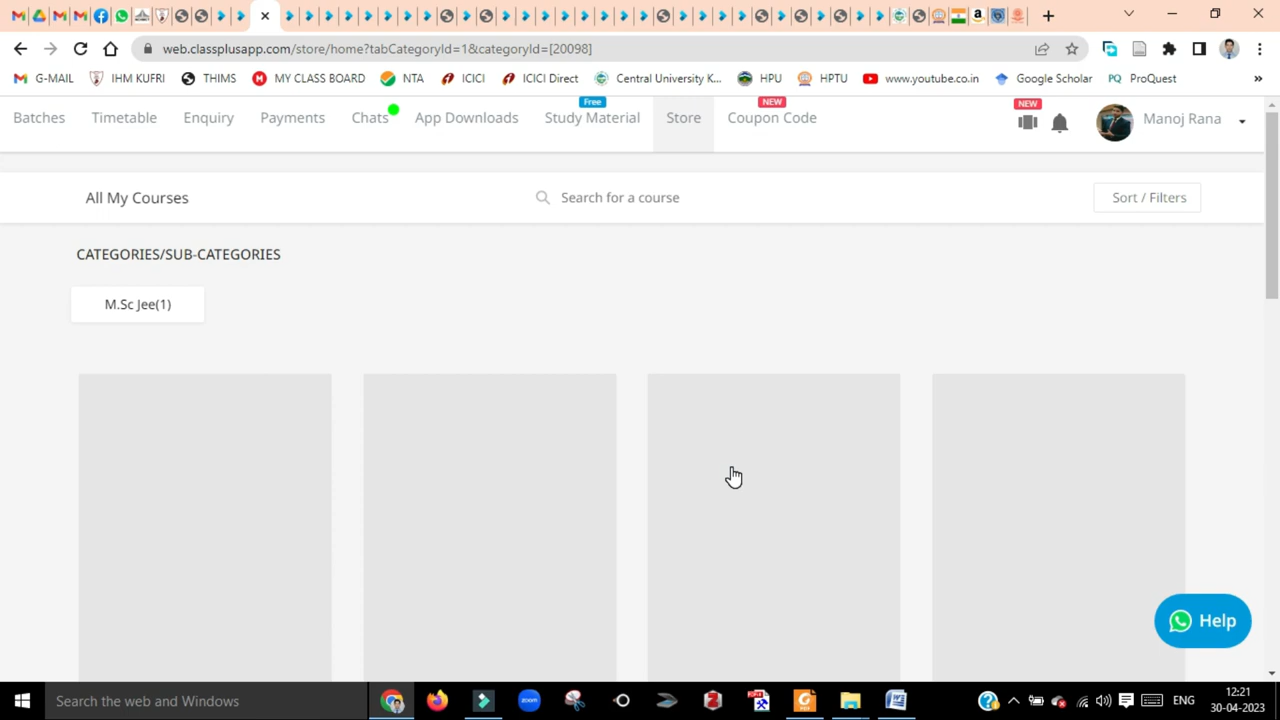 web.classplusapp.com/store/home?tabCategoryId=1&categoryId=[20098]
G-MAIL IHM KUFRI THIMS MY CLASS BOARD NTA ICICI ICICI Direct Central University K... HPU HPTU www.youtube.co.in Google Scholar PQ ProQuest »
Free NEW NEW
Batches Timetable Enquiry Payments Chats App Downloads Study Material Store Coupon Code Manoj Rana
All My Courses Search for a course Sort / Filters
CATEGORIES/SUB-CATEGORIES
M.Sc Jee(1)
Help
Search the web and Windows zoom ENG 12:21
30-04-2023